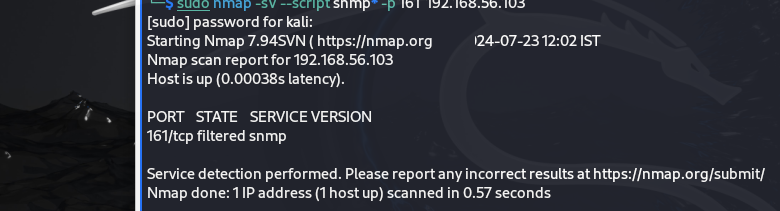 └─$ sudo nmap -sV --script snmp* -p 161 192.168.56.103
[sudo] password for kali:
Starting Nmap 7.94SVN ( https://nmap.org 24-07-23 12:02 IST
Nmap scan report for 192.168.56.103
Host is up (0.00038s latency).
PORT STATE SERVICE VERSION
161/tcp filtered snmp
Service detection performed. Please report any incorrect results at https://nmap.org/submit/
Nmap done: 1 IP address (1 host up) scanned in 0.57 seconds